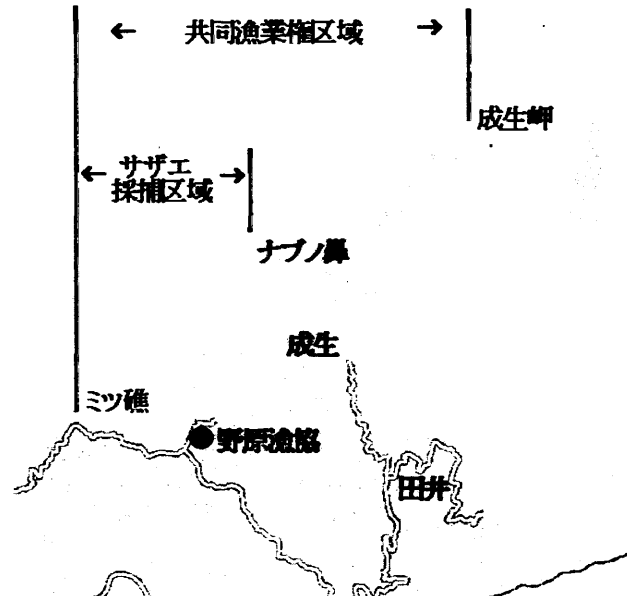 ← 共同漁業権区域 →
成生岬
← サザエ →
採捕区域
ナブノ鼻
成生
ミツ礁
野原漁協
田井